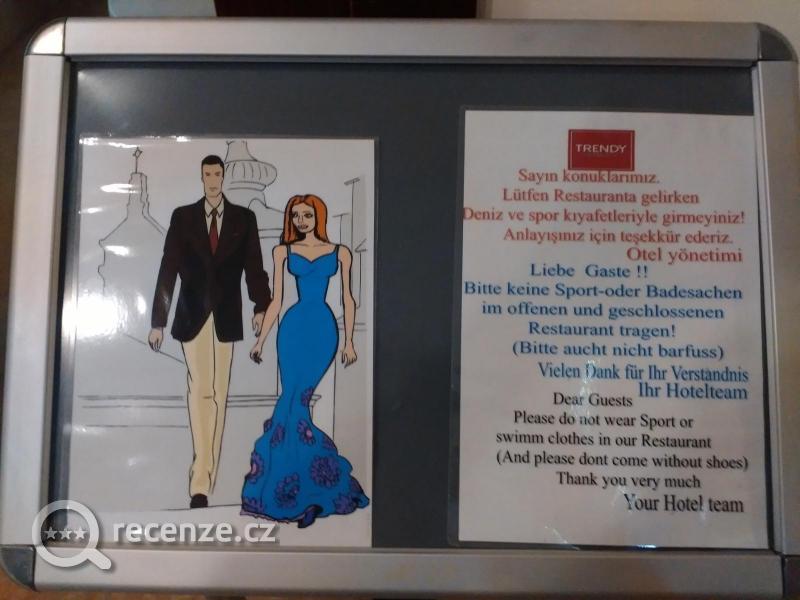 TRENDY
Sayın konuklarımız.
Lütfen Restauranta gelirken
Deniz ve spor kıyafetleriyle girmeyiniz!
Anlayışınız için teşekkür ederiz.
Otel yönetimi
Liebe Gaste !!
Bitte keine Sport-oder Badesachen
im offenen und geschlossenen
Restaurant tragen!
(Bitte aucht nicht barfuss)
Vielen Dank für Ihr Verstandnis
Ihr Hotelteam
Dear Guests
Please do not wear Sport or
swimm clothes in our Restaurant
(And please dont come without shoes)
Thank you very much
Your Hotel team
recenze.cz